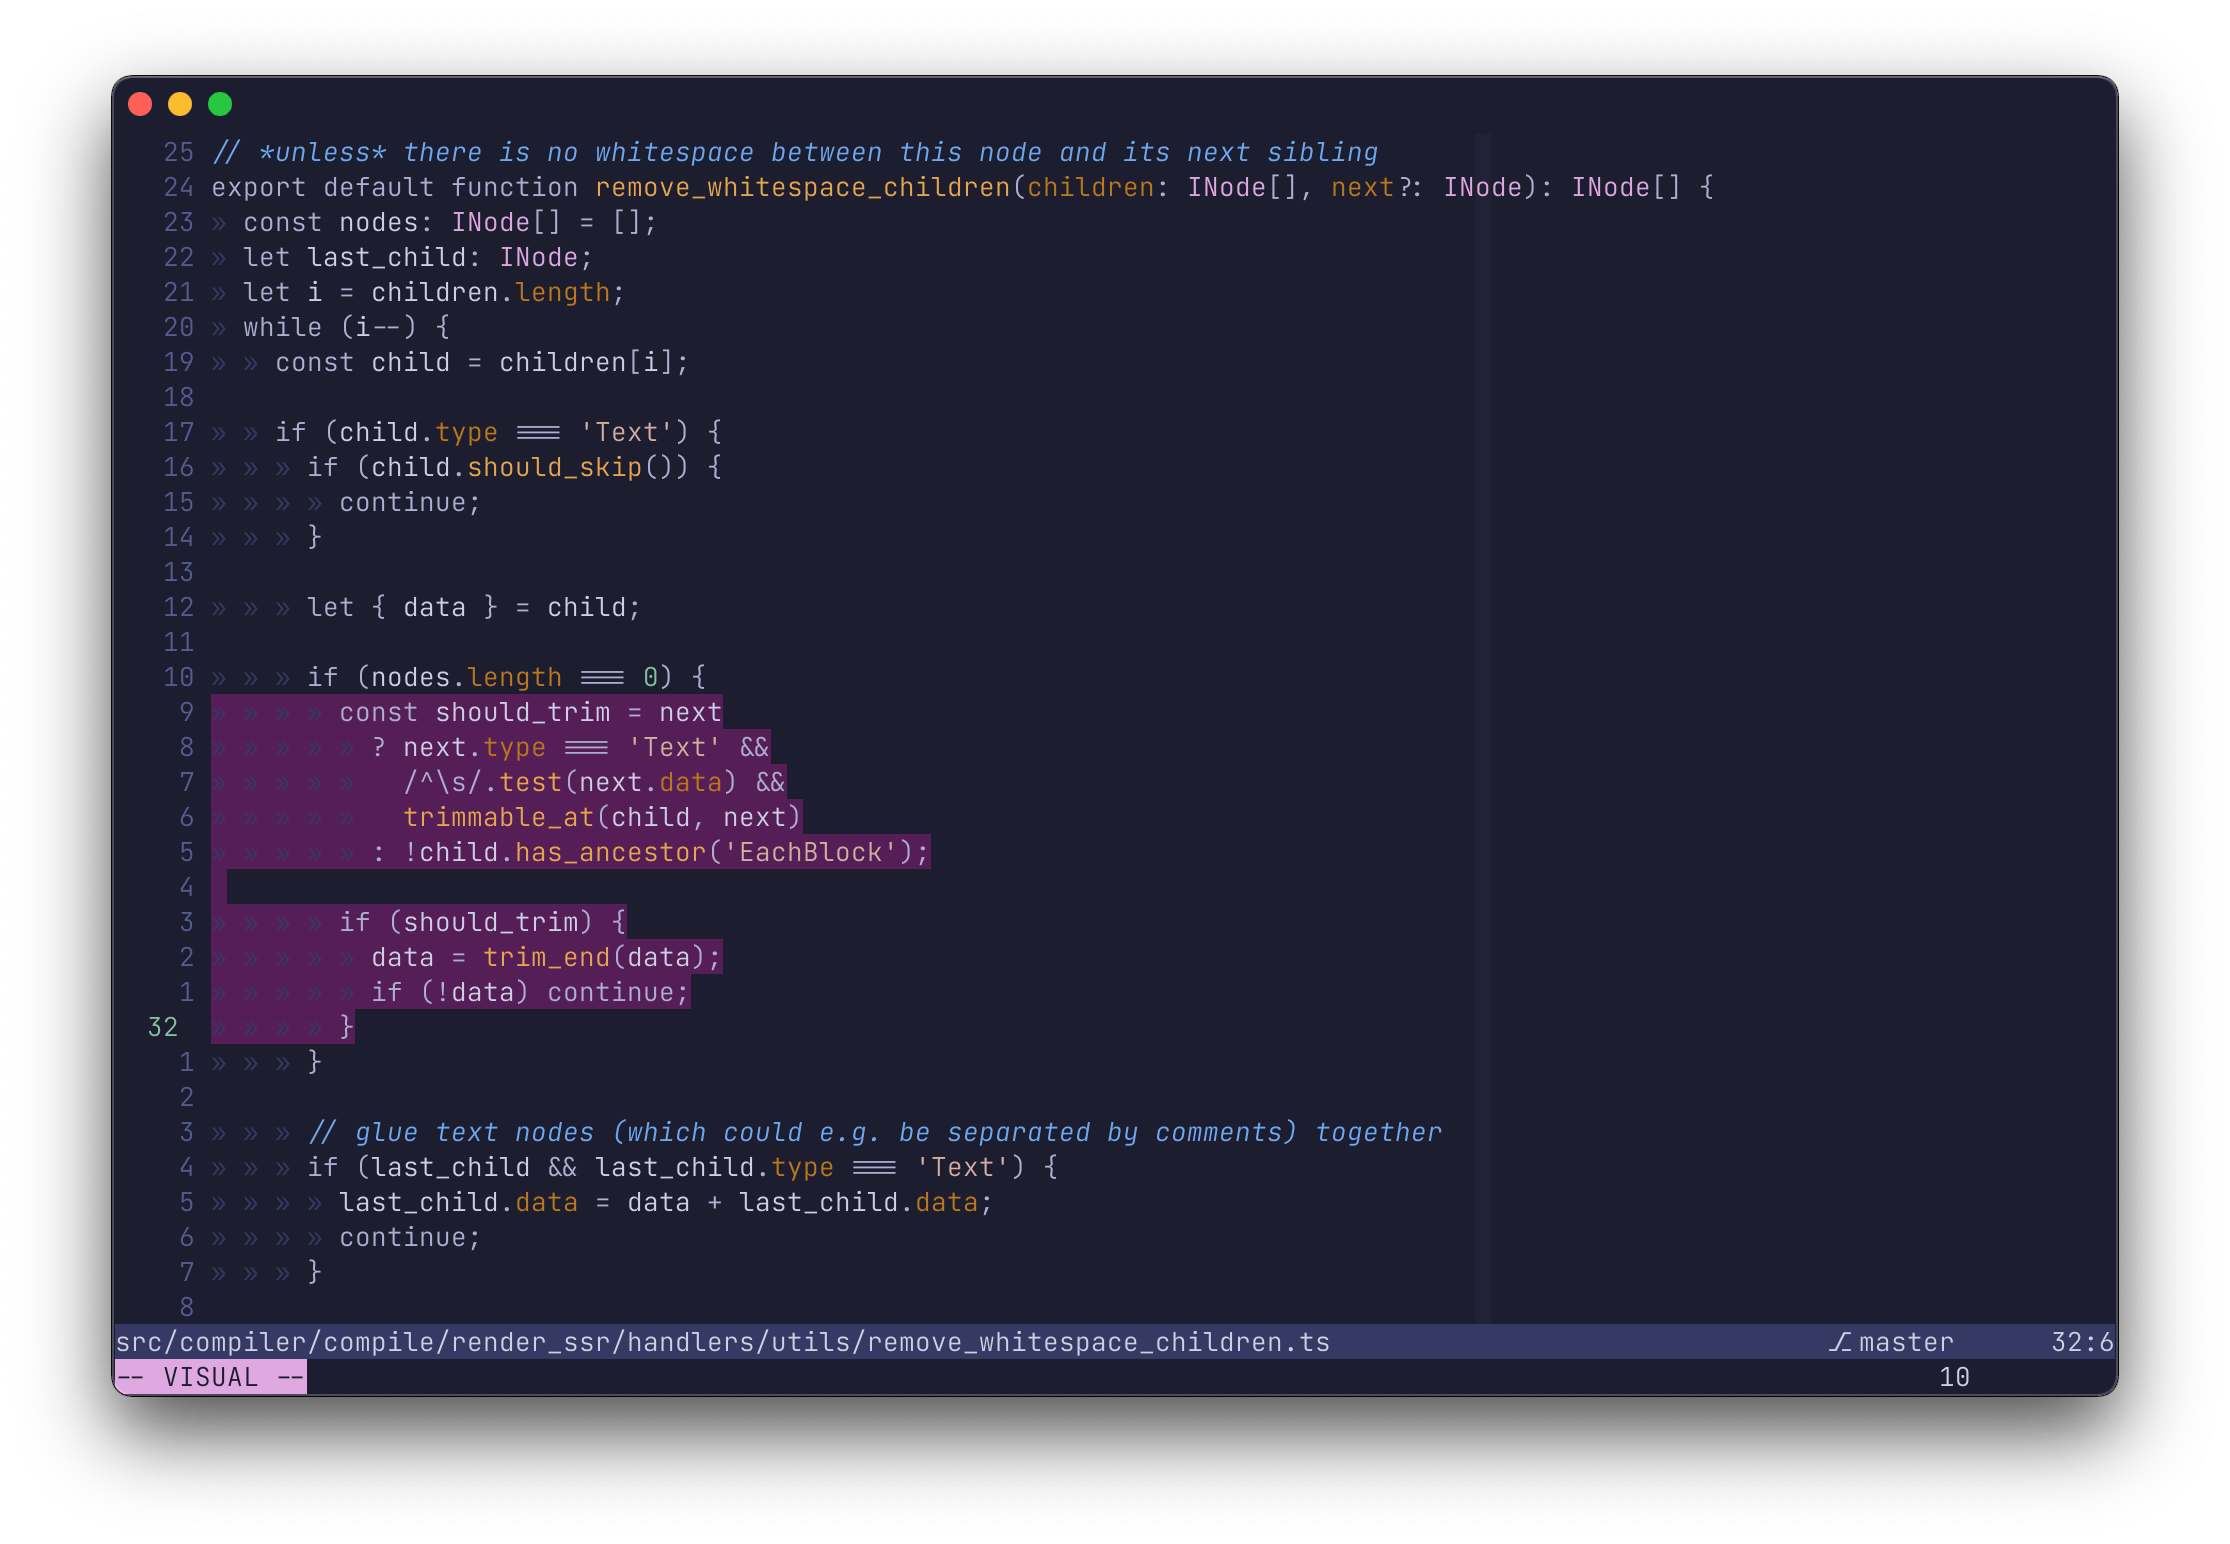 25 // *unless* there is no whitespace between this node and its next sibling
24 export default function remove_whitespace_children(children: INode[], next?: INode): INode[] {
23 » const nodes: INode[] = [];
22 » let last_child: INode;
21 » let i = children.length;
20 » while (i--) {
19 » » const child = children[i];
18
17 » » if (child.type === 'Text') {
16 » » » if (child.should_skip()) {
15 » » » » continue;
14 » » » }
13
12 » » » let { data } = child;
11
10 » » » if (nodes.length === 0) {
9 » » » » const should_trim = next
8 » » » » » ? next.type === 'Text' &&
7 » » » » »   /^\s/.test(next.data) &&
6 » » » » »   trimmable_at(child, next)
5 » » » » » : !child.has_ancestor('EachBlock');
4
3 » » » » if (should_trim) {
2 » » » » » data = trim_end(data);
1 » » » » » if (!data) continue;
32 » » » » }
1 » » » }
2
3 » » » // glue text nodes (which could e.g. be separated by comments) together
4 » » » if (last_child && last_child.type === 'Text') {
5 » » » » last_child.data = data + last_child.data;
6 » » » » continue;
7 » » » }
8
src/compiler/compile/render_ssr/handlers/utils/remove_whitespace_children.ts ⎇ master 32:6
-- VISUAL -- 10